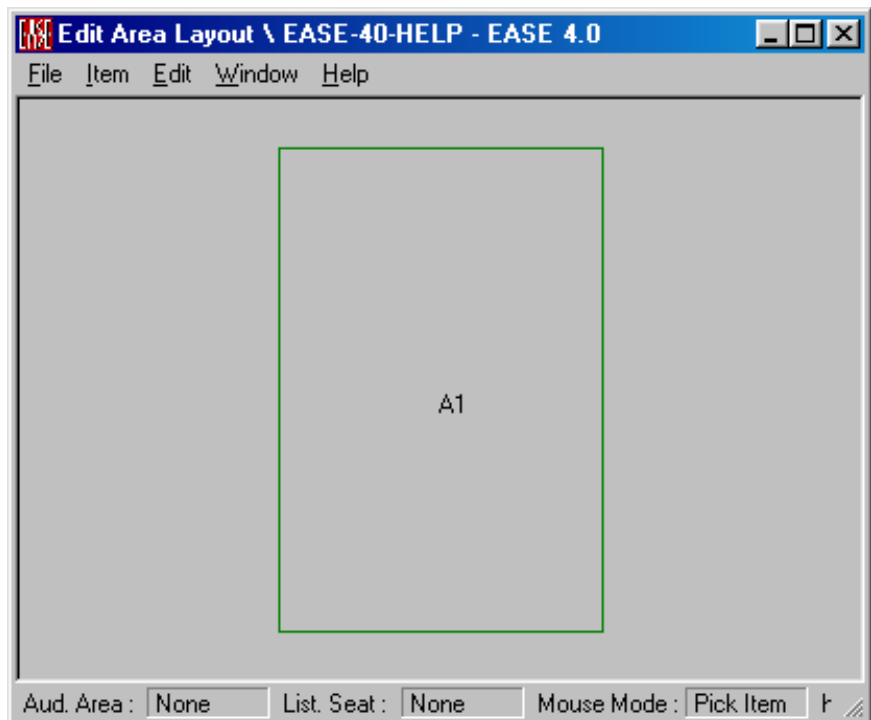 EASE Edit Area Layout \ EASE-40-HELP - EASE 4.0
File Item Edit Window Help
A1
Aud. Area : None List. Seat : None Mouse Mode : Pick Item